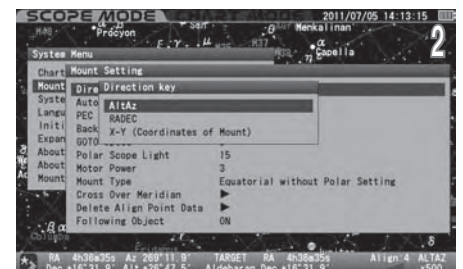 SCOPE MODE 2011/07/05 14:13:15
2
Procyon Menkalinan
Capella
System Menu
Chart Mount Setting
Mount Dire Direction key
Syste Auto AltAz
Langu PEC RADEC
Initi Back X-Y (Coordinates of Mount)
Expan GOTO
About Polar Scope Light 15
About Motor Power 3
Mount Mount Type Equatorial without Polar Setting
Cross Over Meridian ▶
Delete Align Point Data ▶
Following Object ON
RA 4h38m35s Az 269°11.9' TARGET RA 4h36m35s Align:4 ALTAZ
Dec +16°31.9' Alt +26°47.5' Aldebaran Dec +16°31.9' x500